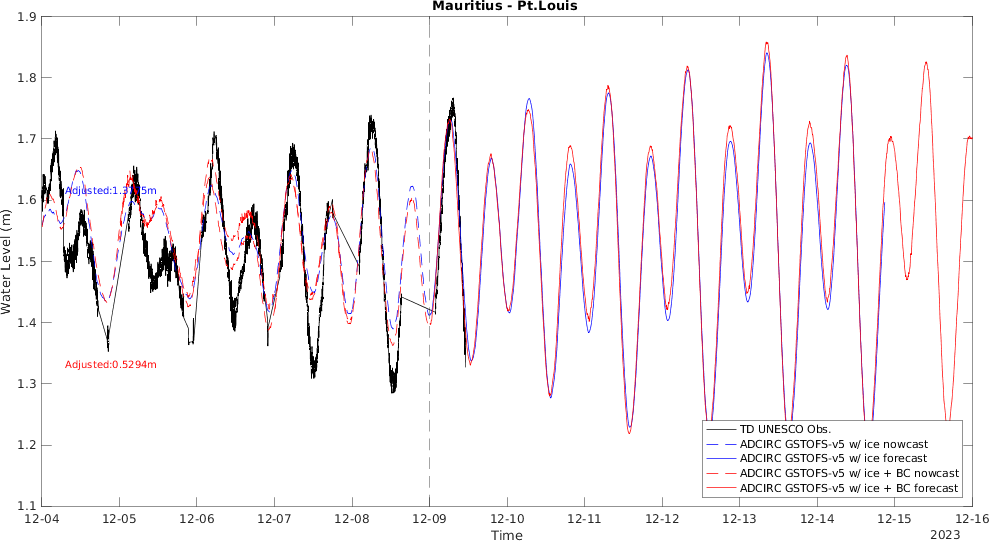 Mauritius - Pt.Louis
Water Level (m)
1.9
1.8
1.7
1.6
1.5
1.4
1.3
1.2
1.1
Adjusted:0.5294m
TD UNESCO Obs.
ADCIRC GSTOFS-v5 w/ ice nowcast
ADCIRC GSTOFS-v5 w/ ice forecast
ADCIRC GSTOFS-v5 w/ ice + BC nowcast
ADCIRC GSTOFS-v5 w/ ice + BC forecast
12-04 12-05 12-06 12-07 12-08 12-09 12-10 12-11 12-12 12-13 12-14 12-15 12-16
Time
2023